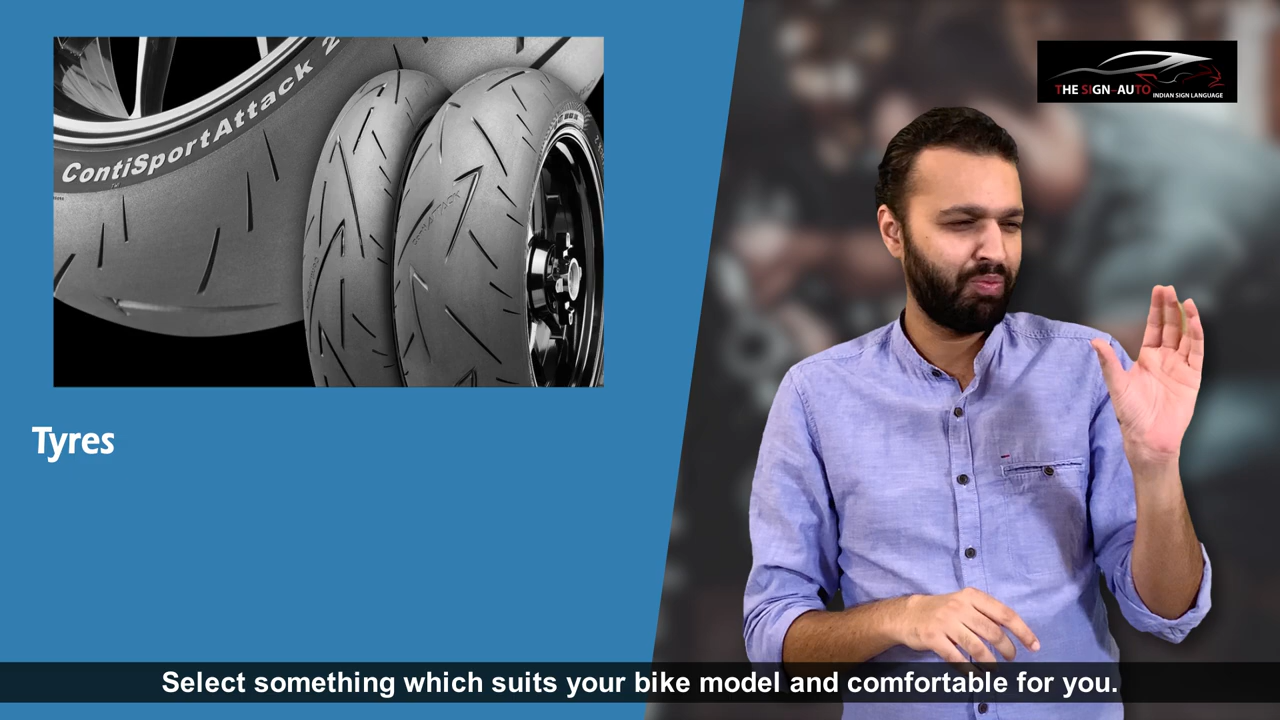 ContiSportAttack 2
THE SIGN-AUTO
INDIAN SIGN LANGUAGE
Tyres
Select something which suits your bike model and comfortable for you.